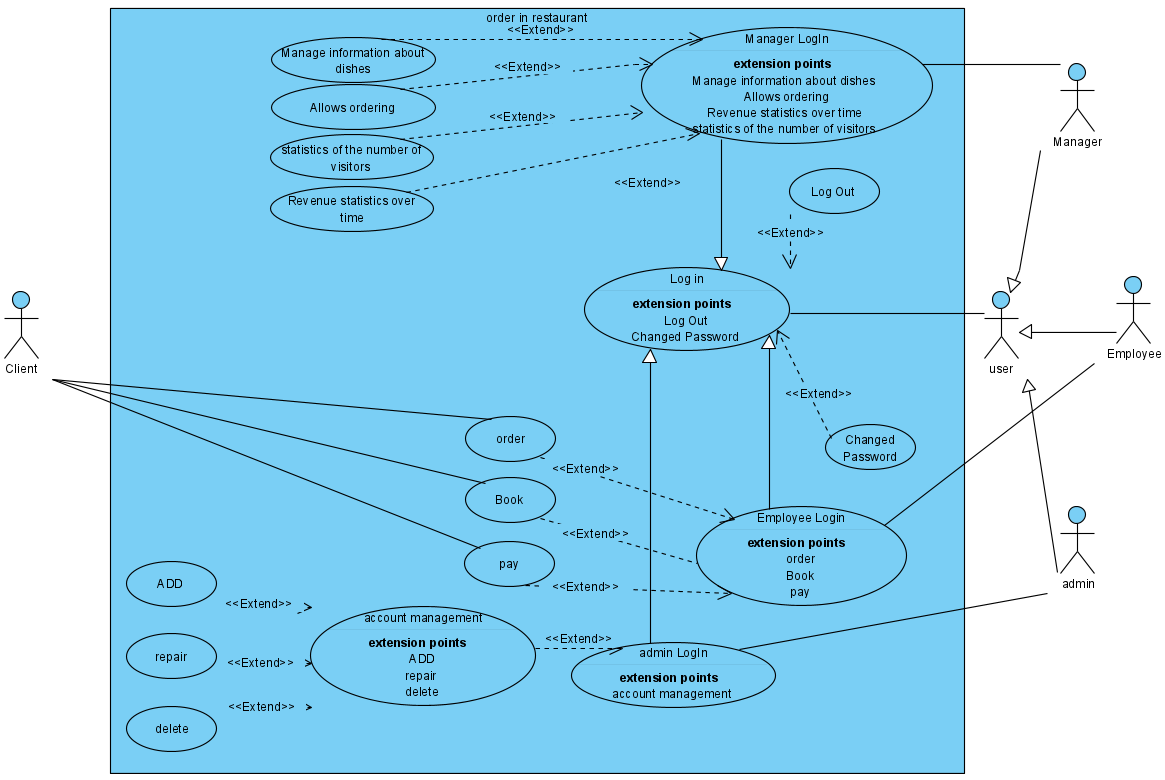 order in restaurant
<<Extend>>
Manager LogIn
Manage information about
dishes
extension points
<<Extend>>
Manage information about dishes
Allows ordering
Allows ordering
Revenue statistics over time
<<Extend>>
statistics of the number of visitors
statistics of the number of
visitors
Manager
<<Extend>>
Log Out
Revenue statistics over
time
<<Extend>>
Log in
extension points
Log Out
Changed Password
Client
user
Employee
<<Extend>>
order
Changed
Password
<<Extend>>
Book
Employee Login
<<Extend>>
extension points
order
Book
pay
pay
<<Extend>>
ADD
admin
<<Extend>>
account management
extension points
ADD
repair
delete
<<Extend>>
admin LogIn
extension points
account management
repair
<<Extend>>
<<Extend>>
delete